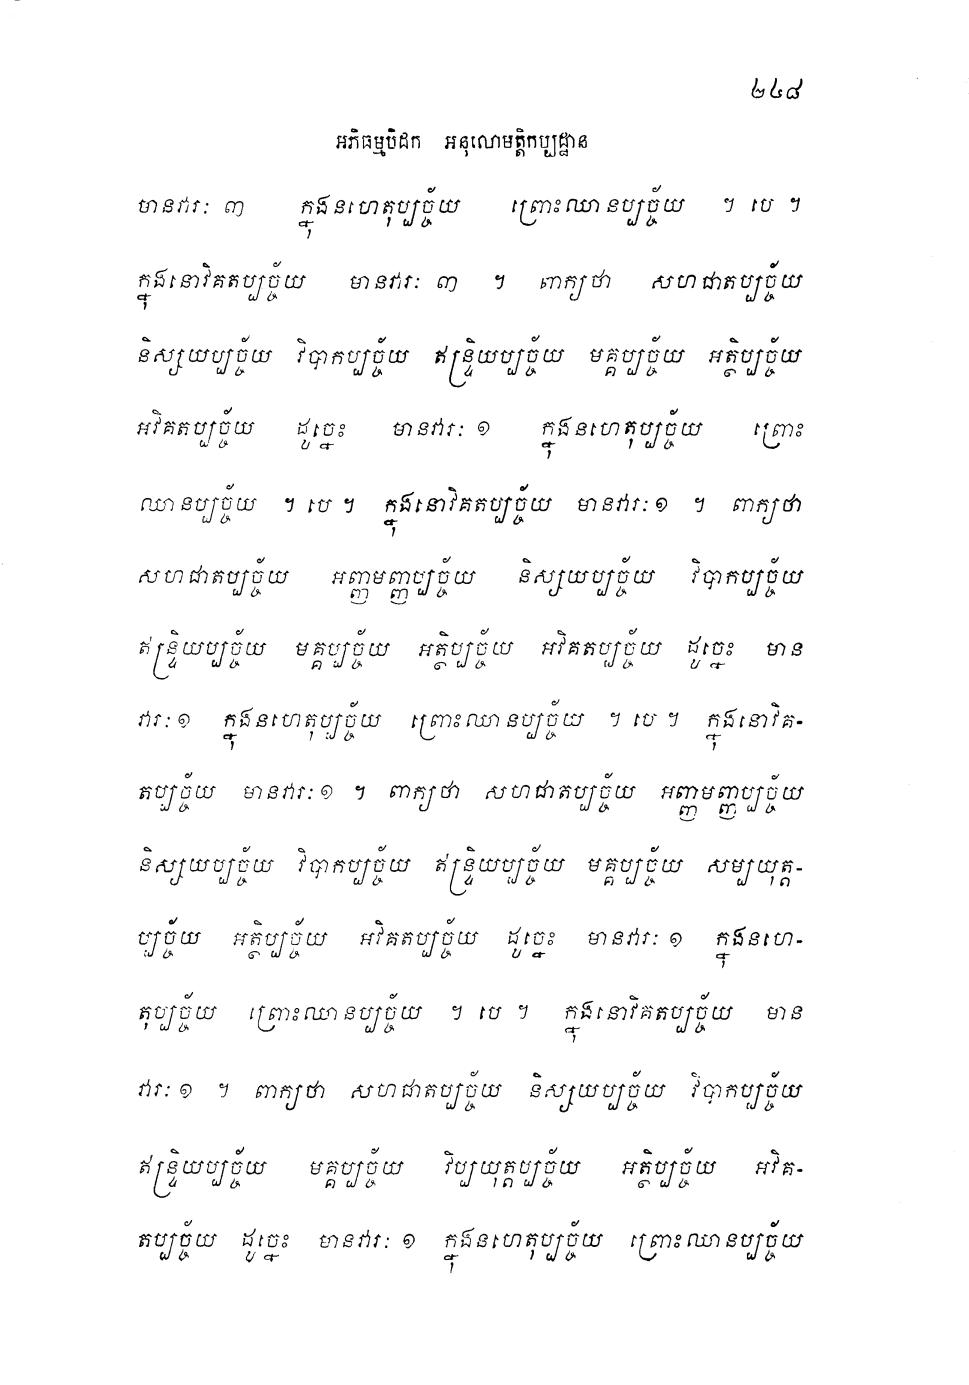 ២៤៨
អភិធម្មបិដក អនុលោមត្តិកប្បដ្ឋាន
មានវារៈ ៣ ក្នុងនហេតុប្បច្ច័យ ព្រោះឈានប្បច្ច័យ ។ បេ ។
ក្នុងនោវិគតប្បច្ច័យ មានវារៈ ៣ ។ ពាក្យថា សហជាតប្បច្ច័យ
និស្សយប្បច្ច័យ វិបាកប្បច្ច័យ ឥន្ទ្រិយប្បច្ច័យ មគ្គប្បច្ច័យ អត្ថិប្បច្ច័យ
អវិគតប្បច្ច័យ ដូច្នេះ មានវារៈ ១ ក្នុងនហេតុប្បច្ច័យ ព្រោះ
ឈានប្បច្ច័យ ។ បេ ។ ក្នុងនោវិគតប្បច្ច័យ មានវារៈ ១ ។ ពាក្យថា
សហជាតប្បច្ច័យ អញ្ញមញ្ញប្បច្ច័យ និស្សយប្បច្ច័យ វិបាកប្បច្ច័យ
ឥន្ទ្រិយប្បច្ច័យ មគ្គប្បច្ច័យ អត្ថិប្បច្ច័យ អវិគតប្បច្ច័យ ដូច្នេះ មាន
វារៈ ១ ក្នុងនហេតុប្បច្ច័យ ព្រោះឈានប្បច្ច័យ ។ បេ ។ ក្នុងនោវិគ-
តប្បច្ច័យ មានវារៈ ១ ។ ពាក្យថា សហជាតប្បច្ច័យ អញ្ញមញ្ញប្បច្ច័យ
និស្សយប្បច្ច័យ វិបាកប្បច្ច័យ ឥន្ទ្រិយប្បច្ច័យ មគ្គប្បច្ច័យ សម្បយុត្ត-
ប្បច្ច័យ អត្ថិប្បច្ច័យ អវិគតប្បច្ច័យ ដូច្នេះ មានវារៈ ១ ក្នុងនហេ-
តុប្បច្ច័យ ព្រោះឈានប្បច្ច័យ ។ បេ ។ ក្នុងនោវិគតប្បច្ច័យ មាន
វារៈ ១ ។ ពាក្យថា សហជាតប្បច្ច័យ និស្សយប្បច្ច័យ វិបាកប្បច្ច័យ
ឥន្ទ្រិយប្បច្ច័យ មគ្គប្បច្ច័យ វិប្បយុត្តប្បច្ច័យ អត្ថិប្បច្ច័យ អវិគ-
តប្បច្ច័យ ដូច្នេះ មានវារៈ ១ ក្នុងនហេតុប្បច្ច័យ ព្រោះឈានប្បច្ច័យ